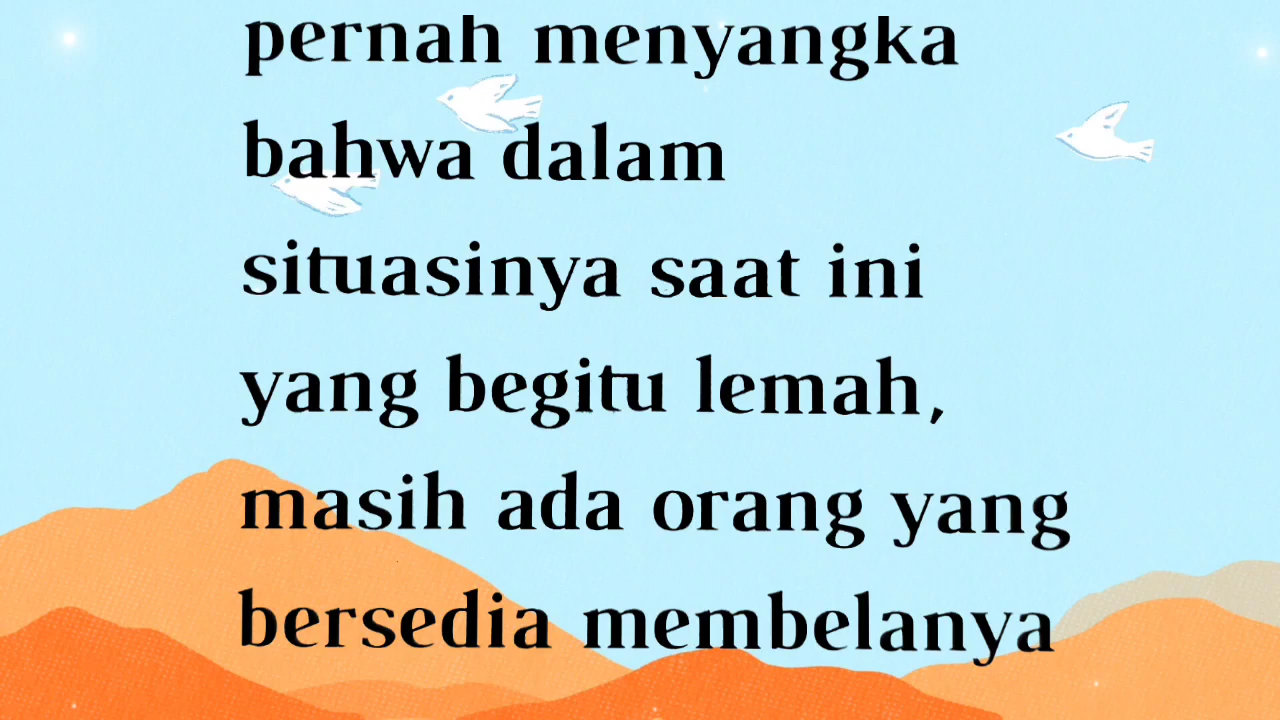 pernah menyangka
bahwa dalam
situasinya saat ini
yang begitu lemah,
masih ada orang yang
bersedia membelanya